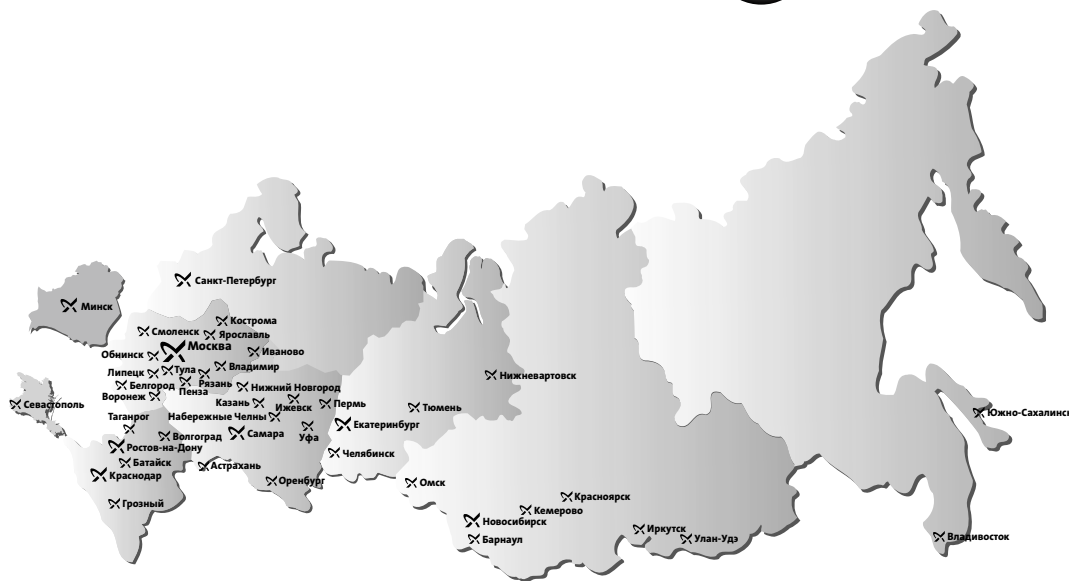 Санкт-Петербург
Минск
Кострома
Смоленск
Ярославль
Москва
Обнинск
Иваново
Владимир
Липецк
Тула
Рязань
Белгород
Пенза
Нижний Новгород
Нижневартовск
Воронеж
Казань
Ижевск
Пермь
Севастополь
Тюмень
Южно-Сахалинск
Таганрог
Набережные Челны
Екатеринбург
Волгоград
Самара
Уфа
Ростов-на-Дону
Челябинск
Батайск
Астрахань
Краснодар
Оренбург
Омск
Красноярск
Грозный
Кемерово
Новосибирск
Иркутск
Барнаул
Улан-Удэ
Владивосток